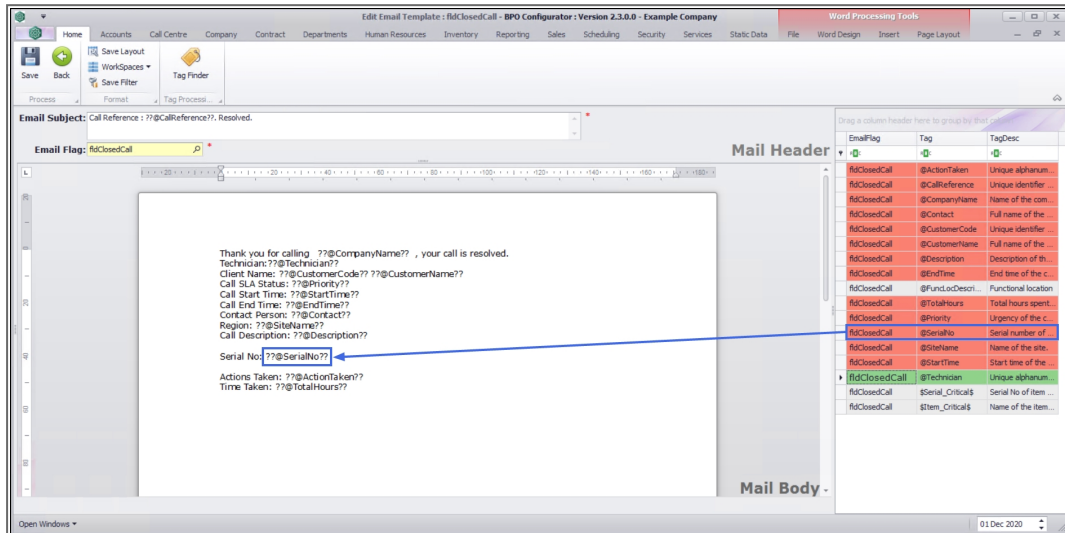 Edit Email Template : fldClosedCall - BPO Configurator : Version 2.3.0.0 - Example Company
Word Processing Tools
Home Accounts Call Centre Company Contract Departments Human Resources Inventory Reporting Sales Scheduling Security Services Static Data File Word Design Insert Page Layout
Save
Back
Save Layout
WorkSpaces
Save Filter
Tag Finder
Process
Format
Tag Processi...
Email Subject: Call Reference : ??@CallReference??. Resolved. *
Email Flag: fldClosedCall *
Mail Header
Thank you for calling ??@CompanyName?? , your call is resolved.
Technician:??@Technician??
Client Name: ??@CustomerCode?? ??@CustomerName??
Call SLA Status: ??@Priority??
Call Start Time: ??@StartTime??
Call End Time: ??@EndTime??
Contact Person: ??@Contact??
Region: ??@SiteName??
Call Description: ??@Description??
Serial No: ??@SerialNo??
Actions Taken: ??@ActionTaken??
Time Taken: ??@TotalHours??
Mail Body
Drag a column header here to group by that
EmailFlag Tag TagDesc
fldClosedCall @ActionTaken Unique alphanum...
fldClosedCall @CallReference Unique identifier ...
fldClosedCall @CompanyName Name of the com...
fldClosedCall @Contact Full name of the ...
fldClosedCall @CustomerCode Unique identifier ...
fldClosedCall @CustomerName Full name of the ...
fldClosedCall @Description Description of th...
fldClosedCall @EndTime End time of the c...
fldClosedCall @FuncLocDescri... Functional location
fldClosedCall @TotalHours Total hours spent...
fldClosedCall @Priority Urgency of the c...
fldClosedCall @SerialNo Serial number of ...
fldClosedCall @SiteName Name of the site.
fldClosedCall @StartTime Start time of the ...
fldClosedCall @Technician Unique alphanum...
fldClosedCall $Serial_Critical$ Serial No of item ...
fldClosedCall $Item_Critical$ Name of the item...
Open Windows
01 Dec 2020